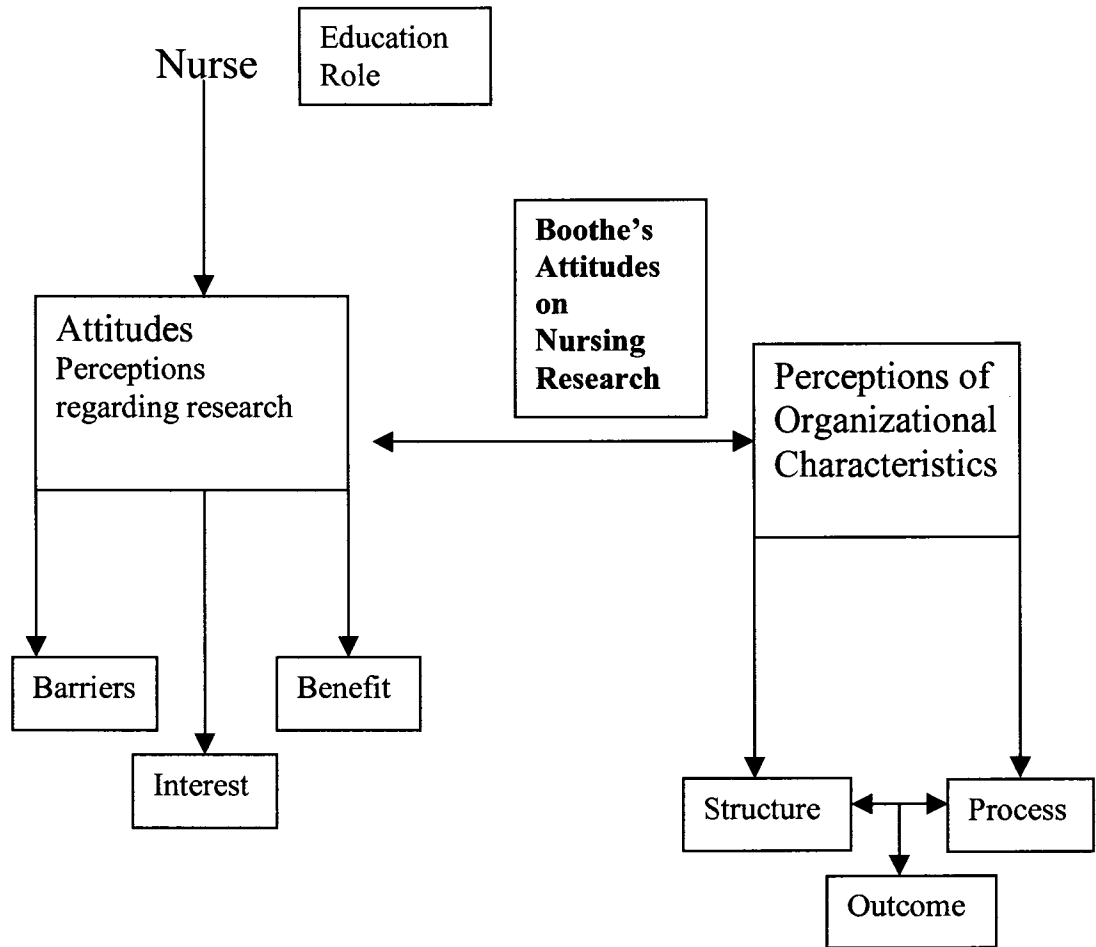 Nurse
Education
Role
Boothe's
Attitudes
on
Nursing
Research
Attitudes
Perceptions
regarding research
Perceptions of
Organizational
Characteristics
Barriers
Benefit
Interest
Structure
Process
Outcome